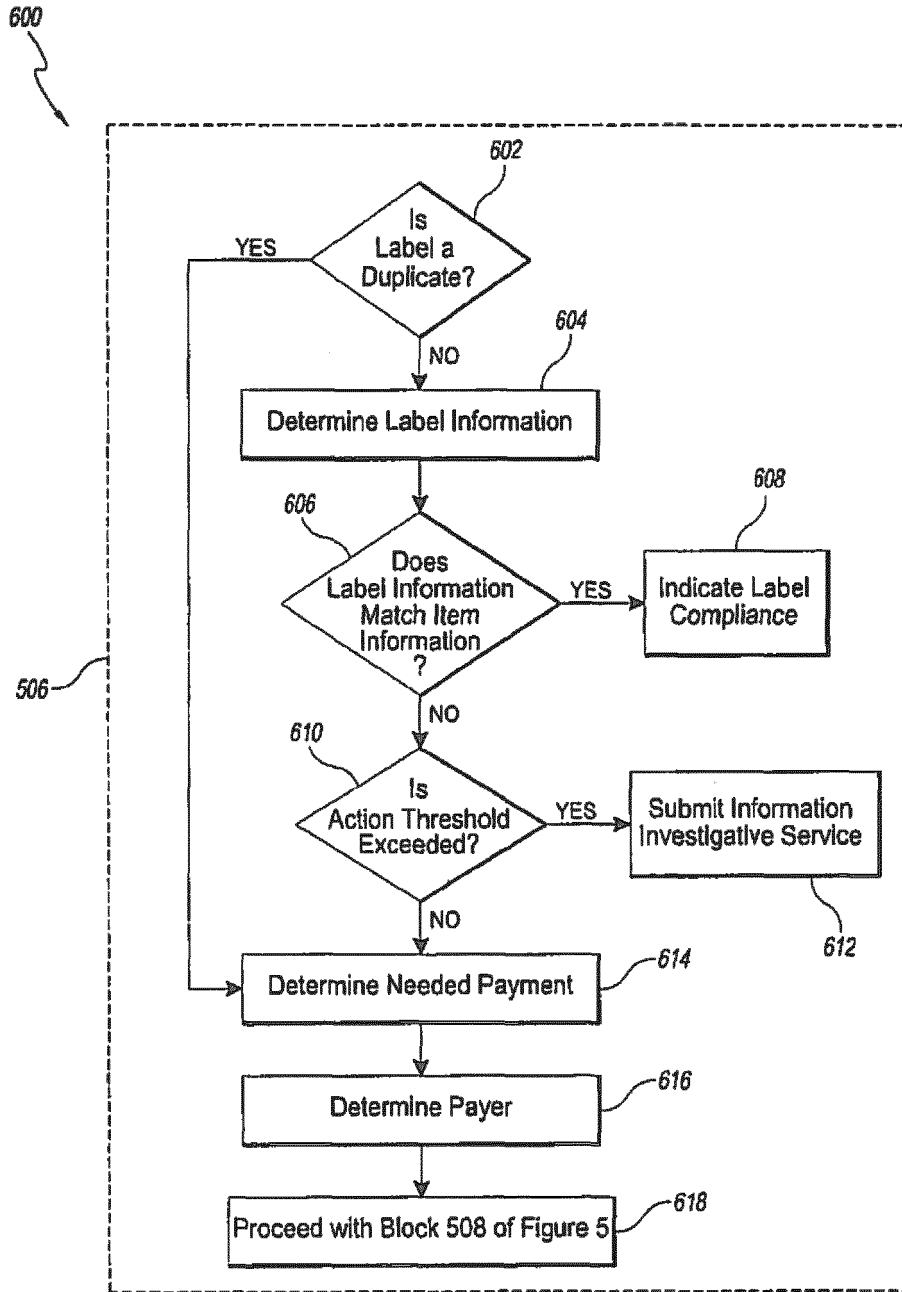 600
602
Is
Label a
Duplicate?
YES
NO
604
Determine Label Information
606
Does
Label Information
Match Item
Information
?
YES
608
Indicate Label
Compliance
506
NO
610
Is
Action Threshold
Exceeded?
YES
Submit Information
Investigative Service
612
NO
Determine Needed Payment
614
Determine Payer
616
Proceed with Block 508 of Figure 5
618